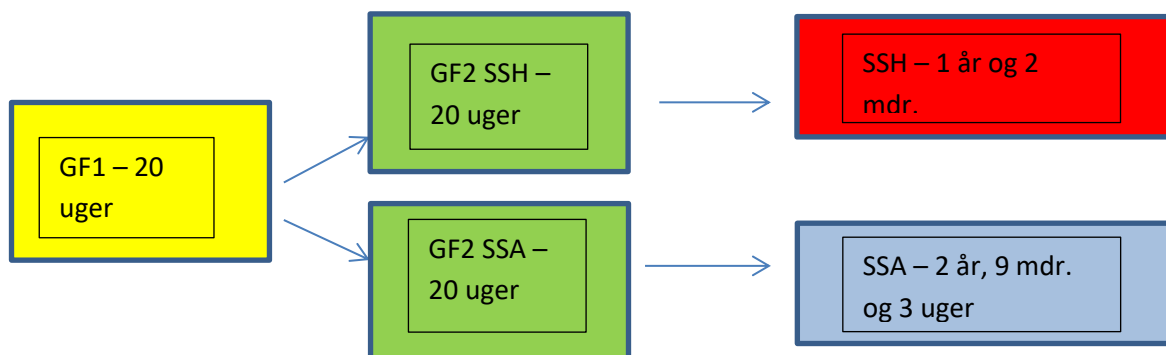 GF1 – 20
uger
GF2 SSH –
20 uger
SSH – 1 år og 2
mdr.
GF2 SSA –
20 uger
SSA – 2 år, 9 mdr.
og 3 uger